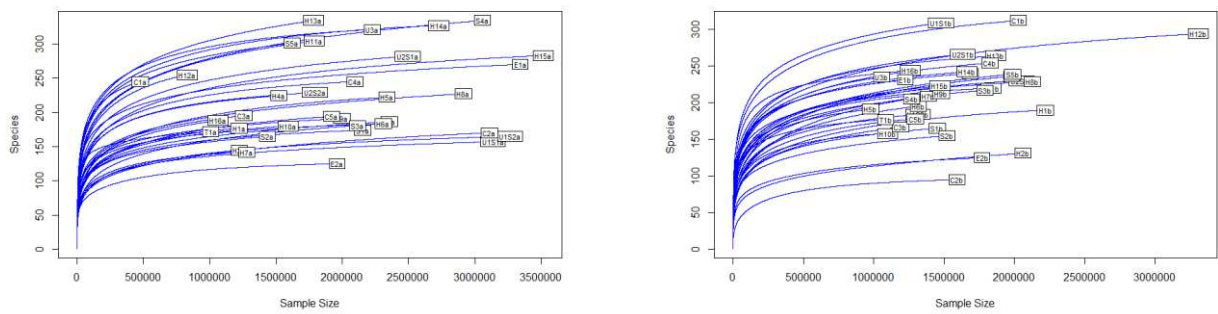 H13a
S4a
U3a
H14a
S5a
H11a
U2S1a
H15a
E1a
C1a
H12a
C4a
H4a
U2S2a
H5a
H8a
H16a
C3a
C5a
H6a
T1a
H1a
H10a
S3a
S2a
C2a
U1S2a
U1S1a
H7a
E2a
Species
0
50
100
150
200
250
300
0
500000
1000000
1500000
2000000
2500000
3000000
3500000
Sample Size
U1S1b
C1b
H12b
U2S1b
H13b
C4b
H16b
H14b
U3b
E1b
S5b
H8b
H15b
S3b
H9b
S4b
H5b
H6b
H1b
T1b
C5b
C3b
S1b
H10b
S2b
E2b
H2b
C2b
Species
0
50
100
150
200
250
300
0
500000
1000000
1500000
2000000
2500000
3000000
Sample Size